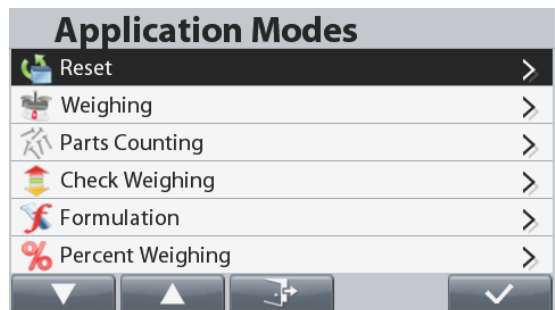 Application Modes
Reset
Weighing
Parts Counting
Check Weighing
Formulation
Percent Weighing